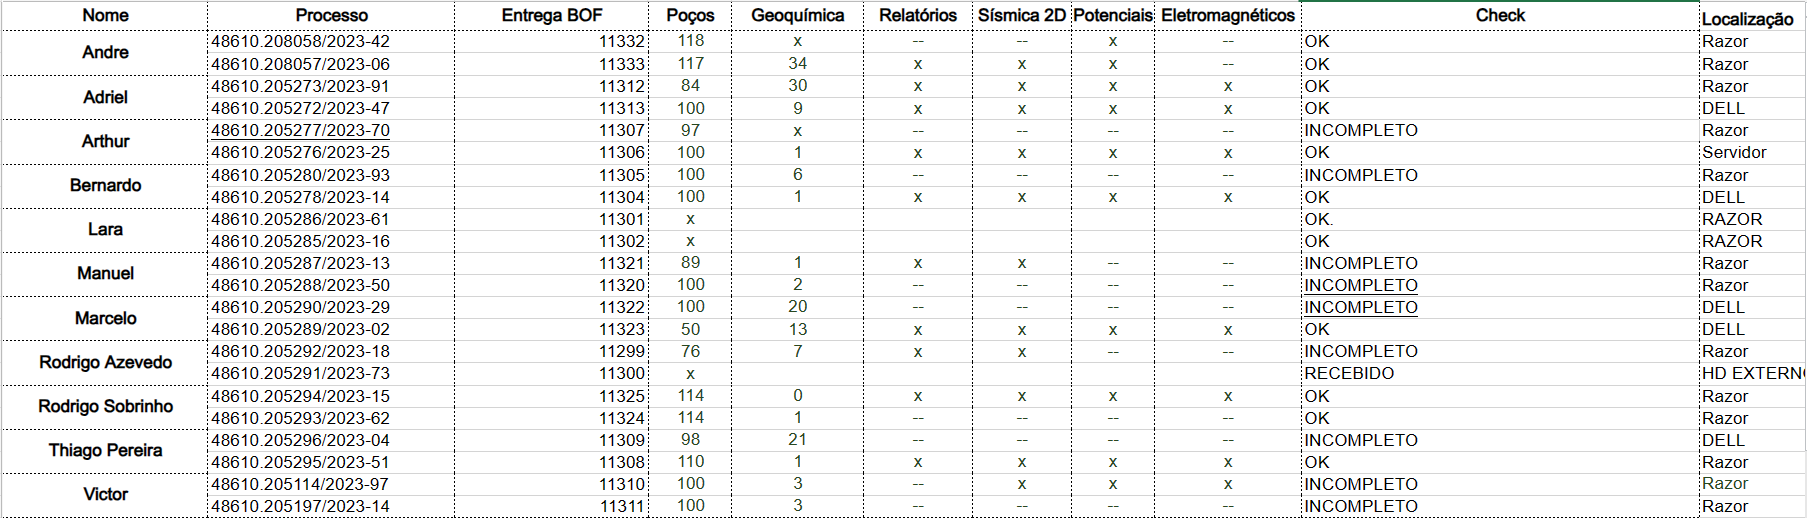 Nome Processo Entrega BOF Poços Geoquímica Relatórios Sísmica 2D Potenciais Eletromagnéticos Check Localização
Andre 48610.208058/2023-42 11332 118 x -- -- x -- OK Razor
48610.208057/2023-06 11333 117 34 x x x -- OK Razor
Adriel 48610.205273/2023-91 11312 84 30 x x x x OK Razor
48610.205272/2023-47 11313 100 9 x x x x OK DELL
Arthur 48610.205277/2023-70 11307 97 x -- -- -- -- INCOMPLETO Razor
48610.205276/2023-25 11306 100 1 x x x x OK Servidor
Bernardo 48610.205280/2023-93 11305 100 6 -- -- -- -- INCOMPLETO Razor
48610.205278/2023-14 11304 100 1 x x x x OK DELL
Lara 48610.205286/2023-61 11301 x OK. RAZOR
48610.205285/2023-16 11302 x OK RAZOR
Manuel 48610.205287/2023-13 11321 89 1 x x -- -- INCOMPLETO Razor
48610.205288/2023-50 11320 100 2 -- -- -- -- INCOMPLETO Razor
Marcelo 48610.205290/2023-29 11322 100 20 -- -- -- -- INCOMPLETO DELL
48610.205289/2023-02 11323 50 13 x x x x OK DELL
Rodrigo Azevedo 48610.205292/2023-18 11299 76 7 x x -- -- INCOMPLETO Razor
48610.205291/2023-73 11300 x RECEBIDO HD EXTERNO
Rodrigo Sobrinho 48610.205294/2023-15 11325 114 0 x x x x OK Razor
48610.205293/2023-62 11324 114 1 -- -- -- -- OK Razor
Thiago Pereira 48610.205296/2023-04 11309 98 21 -- -- -- -- INCOMPLETO DELL
48610.205295/2023-51 11308 110 1 x x x x OK Razor
Victor 48610.205114/2023-97 11310 100 3 -- x x x INCOMPLETO Razor
48610.205197/2023-14 11311 100 3 -- -- -- -- INCOMPLETO Razor